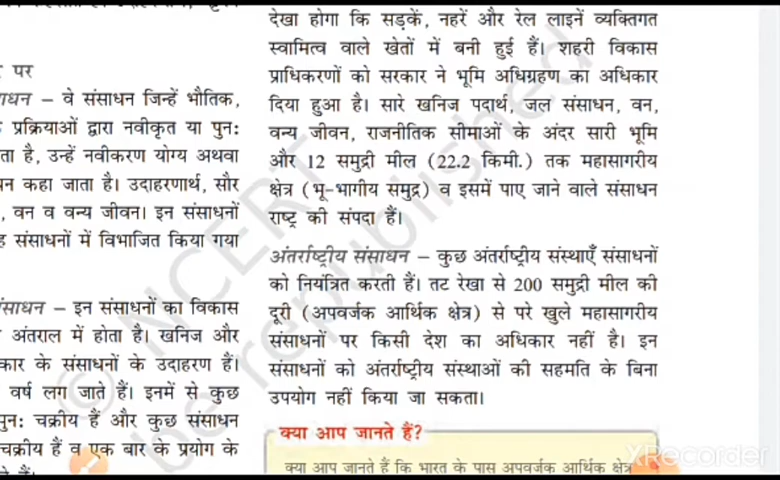 पर
ाधन – वे संसाधन जिन्हें भौतिक,
प्रक्रियाओं द्वारा नवीकृत या पुन:
ता है, उन्हें नवीकरण योग्य अथवा
न कहा जाता है। उदाहरणार्थ, सौर
, वन व वन्य जीवन। इन संसाधनों
ह संसाधनों में विभाजित किया गया
संसाधन – इन संसाधनों का विकास
अंतराल में होता है। खनिज और
कार के संसाधनों के उदाहरण हैं।
वर्ष लग जाते हैं। इनमें से कुछ
पुन: चक्रीय हैं और कुछ संसाधन
चक्रीय हैं व एक बार के प्रयोग के
देखा होगा कि सड़कें, नहरें और रेल लाइनें व्यक्तिगत
स्वामित्व वाले खेतों में बनी हुई हैं। शहरी विकास
प्राधिकरणों को सरकार ने भूमि अधिग्रहण का अधिकार
दिया हुआ है। सारे खनिज पदार्थ, जल संसाधन, वन,
वन्य जीवन, राजनीतिक सीमाओं के अंदर सारी भूमि
और 12 समुद्री मील (22.2 किमी.) तक महासागरीय
क्षेत्र (भू-भागीय समुद्र) व इसमें पाए जाने वाले संसाधन
राष्ट्र की संपदा हैं।
अंतर्राष्ट्रीय संसाधन – कुछ अंतर्राष्ट्रीय संस्थाएँ संसाधनों
को नियंत्रित करती हैं। तट रेखा से 200 समुद्री मील की
दूरी (अपवर्जक आर्थिक क्षेत्र) से परे खुले महासागरीय
संसाधनों पर किसी देश का अधिकार नहीं है। इन
संसाधनों को अंतर्राष्ट्रीय संस्थाओं की सहमति के बिना
उपयोग नहीं किया जा सकता।
क्या आप जानते हैं?
क्या आप जानते हैं कि भारत के पास अपवर्जक आर्थिक क्षेत्र
© NCERT
be republished
XRECORDER